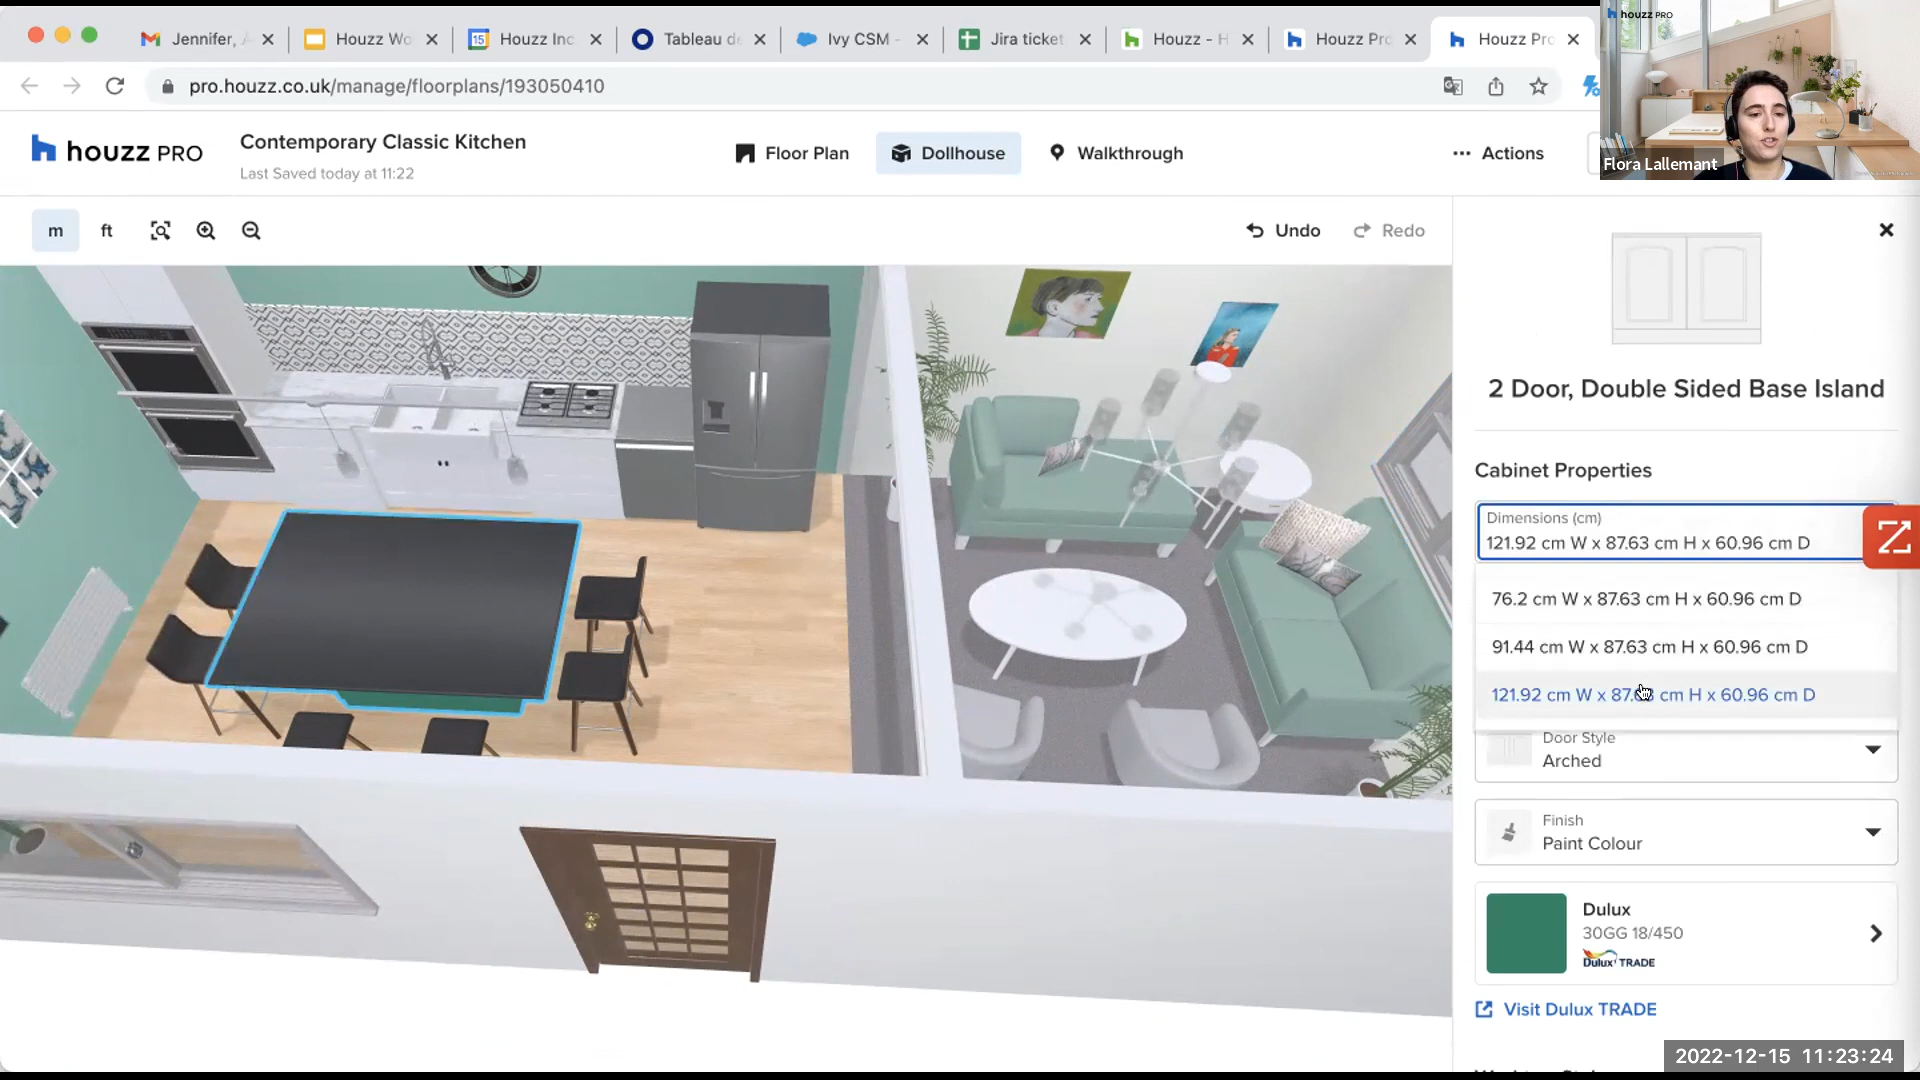 Jennifer, A
Houzz Wo
15
Houzz Inc
Tableau de
Ivy CSM -
Jira ticket
Houzz - H
Houzz Pro
Houzz Pro
pro.houzz.co.uk/manage/floorplans/193050410
houzz PRO
Flora Lallemant
houzz PRO
Contemporary Classic Kitchen
Last Saved today at 11:22
Floor Plan
Dollhouse
Walkthrough
Actions
m
ft
Undo
Redo
2 Door, Double Sided Base Island
Cabinet Properties
Dimensions (cm)
121.92 cm W x 87.63 cm H x 60.96 cm D
76.2 cm W x 87.63 cm H x 60.96 cm D
91.44 cm W x 87.63 cm H x 60.96 cm D
121.92 cm W x 87.63 cm H x 60.96 cm D
Door Style
Arched
Finish
Paint Colour
Dulux
30GG 18/450
Dulux TRADE
Visit Dulux TRADE
2022-12-15 11:23:24